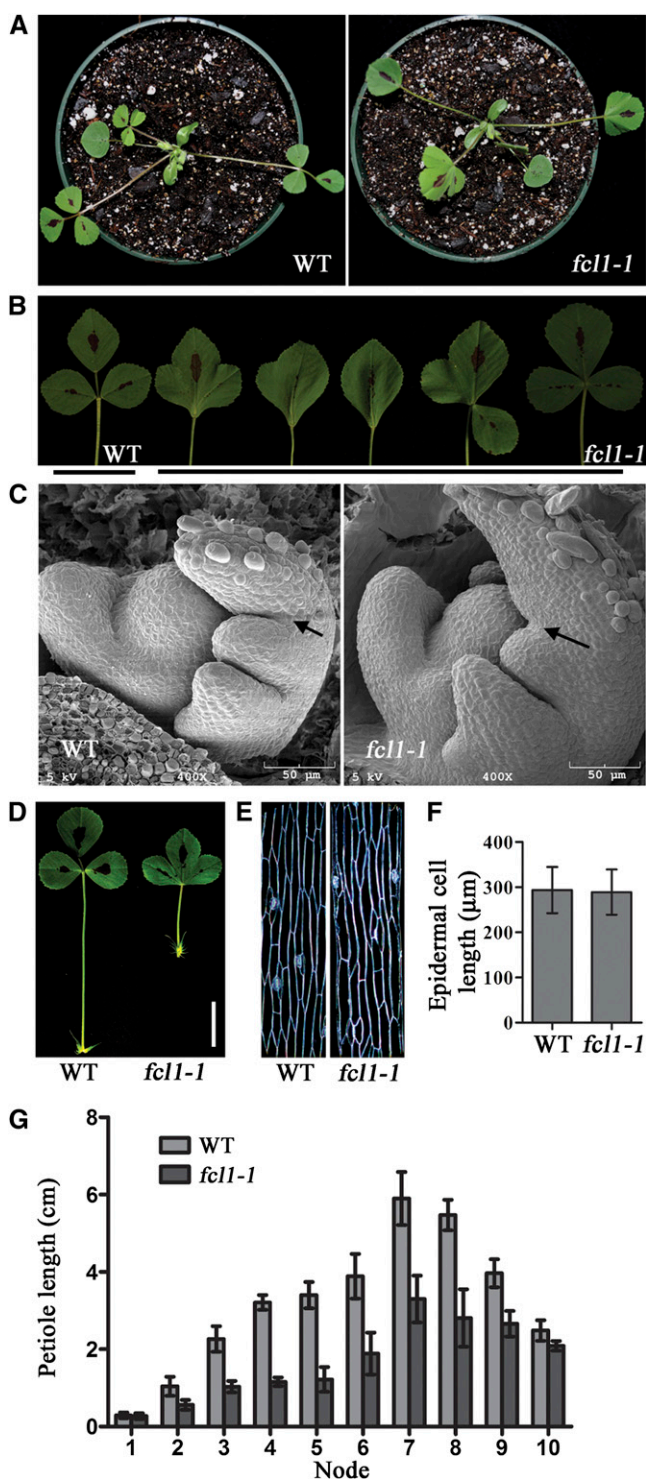 A
WT
fcl1-1
B
WT
fcl1-1
C
WT
5 kV 400X 50 µm
fcl1-1
5 kV 400X 50 µm
D
WT fcl1-1
E
WT fcl1-1
F
Epidermal cell
length (µm)
400
300
200
100
0
WT fcl1-1
G
Petiole length (cm)
8
6
4
2
0
WT
fcl1-1
1 2 3 4 5 6 7 8 9 10
Node